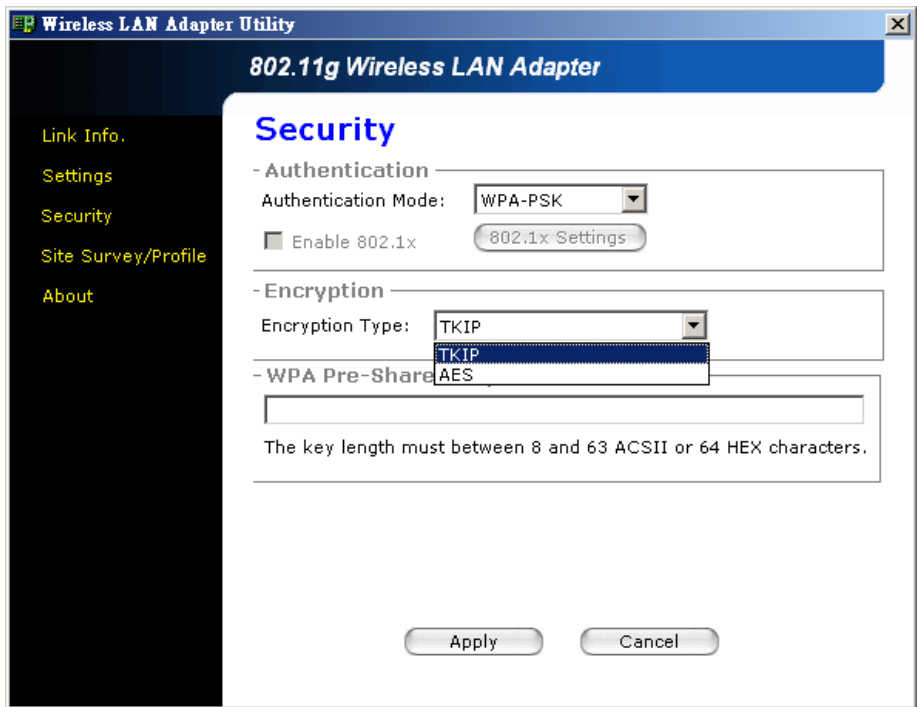 Wireless LAN Adapter Utility
802.11g Wireless LAN Adapter
Link Info.
Settings
Security
Site Survey/Profile
About
Security
Authentication
Authentication Mode: WPA-PSK
Enable 802.1x 802.1x Settings
Encryption
Encryption Type: TKIP
TKIP
AES
WPA Pre-Share
The key length must between 8 and 63 ACSII or 64 HEX characters.
Apply Cancel